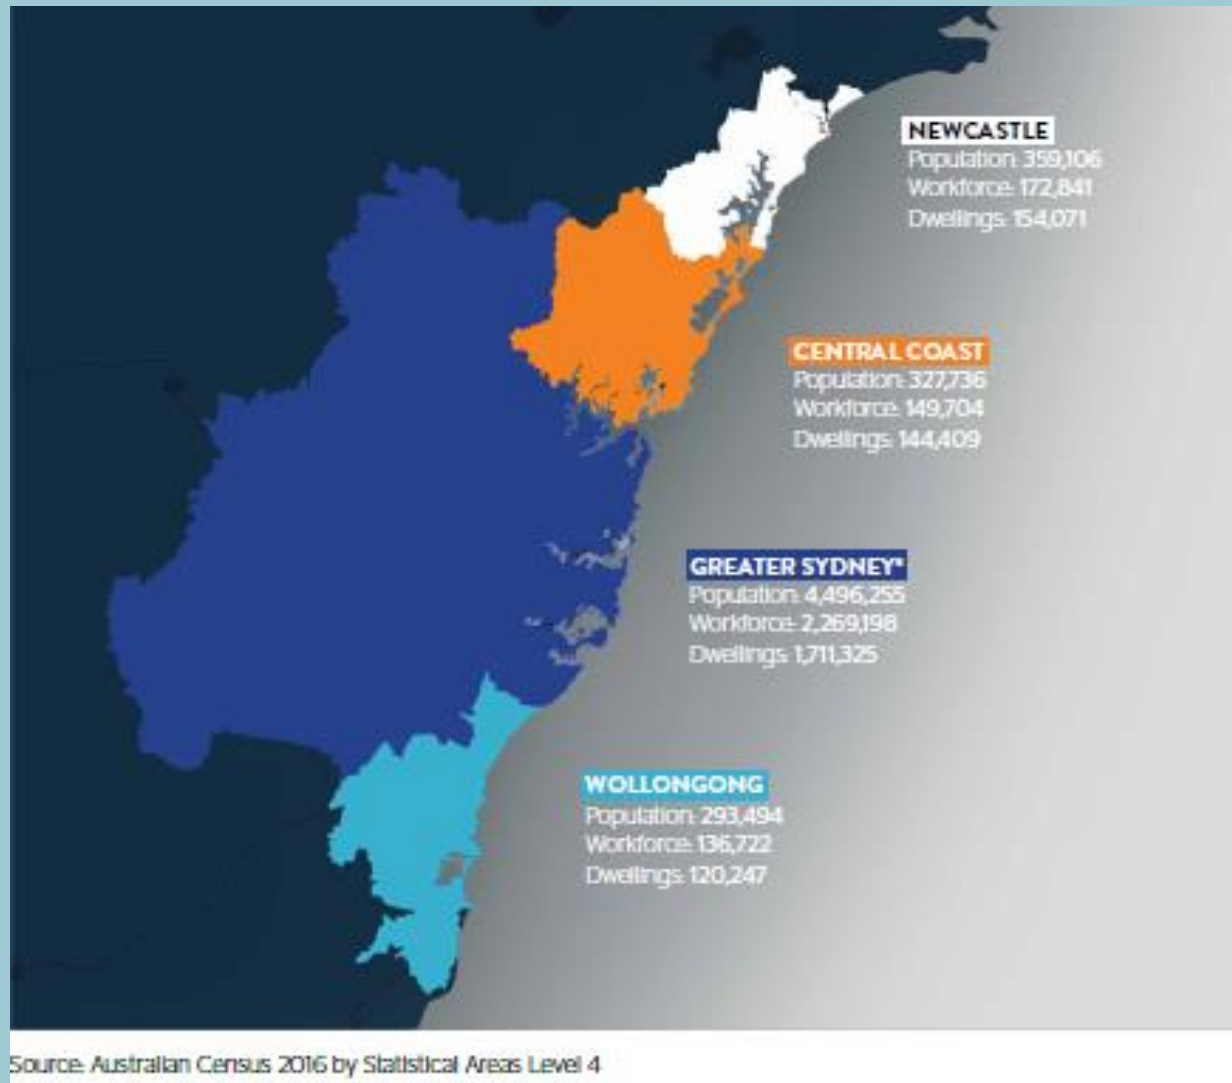 NEWCASTLE
Population: 359,106
Workforce: 172,841
Dwellings: 154,071
CENTRAL COAST
Population: 327,736
Workforce: 149,704
Dwellings: 144,409
GREATER SYDNEY*
Population: 4,496,255
Workforce: 2,269,198
Dwellings: 1,711,325
WOLLONGONG
Population: 293,494
Workforce: 136,722
Dwellings: 120,247
Source: Australian Census 2016 by Statistical Areas Level 4